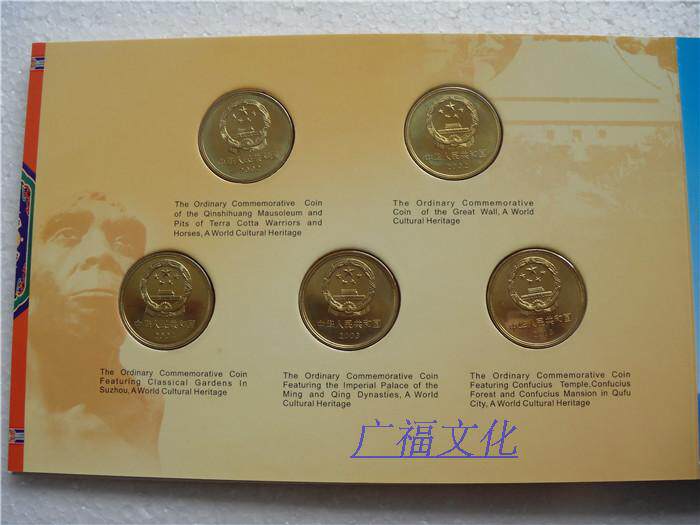 中华人民共和国
中华人民共和国
The Ordinary Commemorative Coin
of the Qinshihuang Mausoleum and
Pits of Terra Cotta Warriors and
Horses, A World Cultural Heritage
The Ordinary Commemorative
Coin of the Great Wall, A World
Cultural Heritage
中华人民共和国
中华人民共和国
2003
中华人民共和国
The Ordinary Commemorative Coin
Featuring Classical Gardens In
Suzhou, A World Cultural Heritage
The Ordinary Commemorative Coin
Featuring the Imperial Palace of the
Ming and Qing Dynasties, A World
Cultural Heritage
The Ordinary Commemorative Coin
Featuring Confucius Temple,Confucius
Forest and Confucius Mansion in Qufu
City, A World Cultural Heritage
广福文化